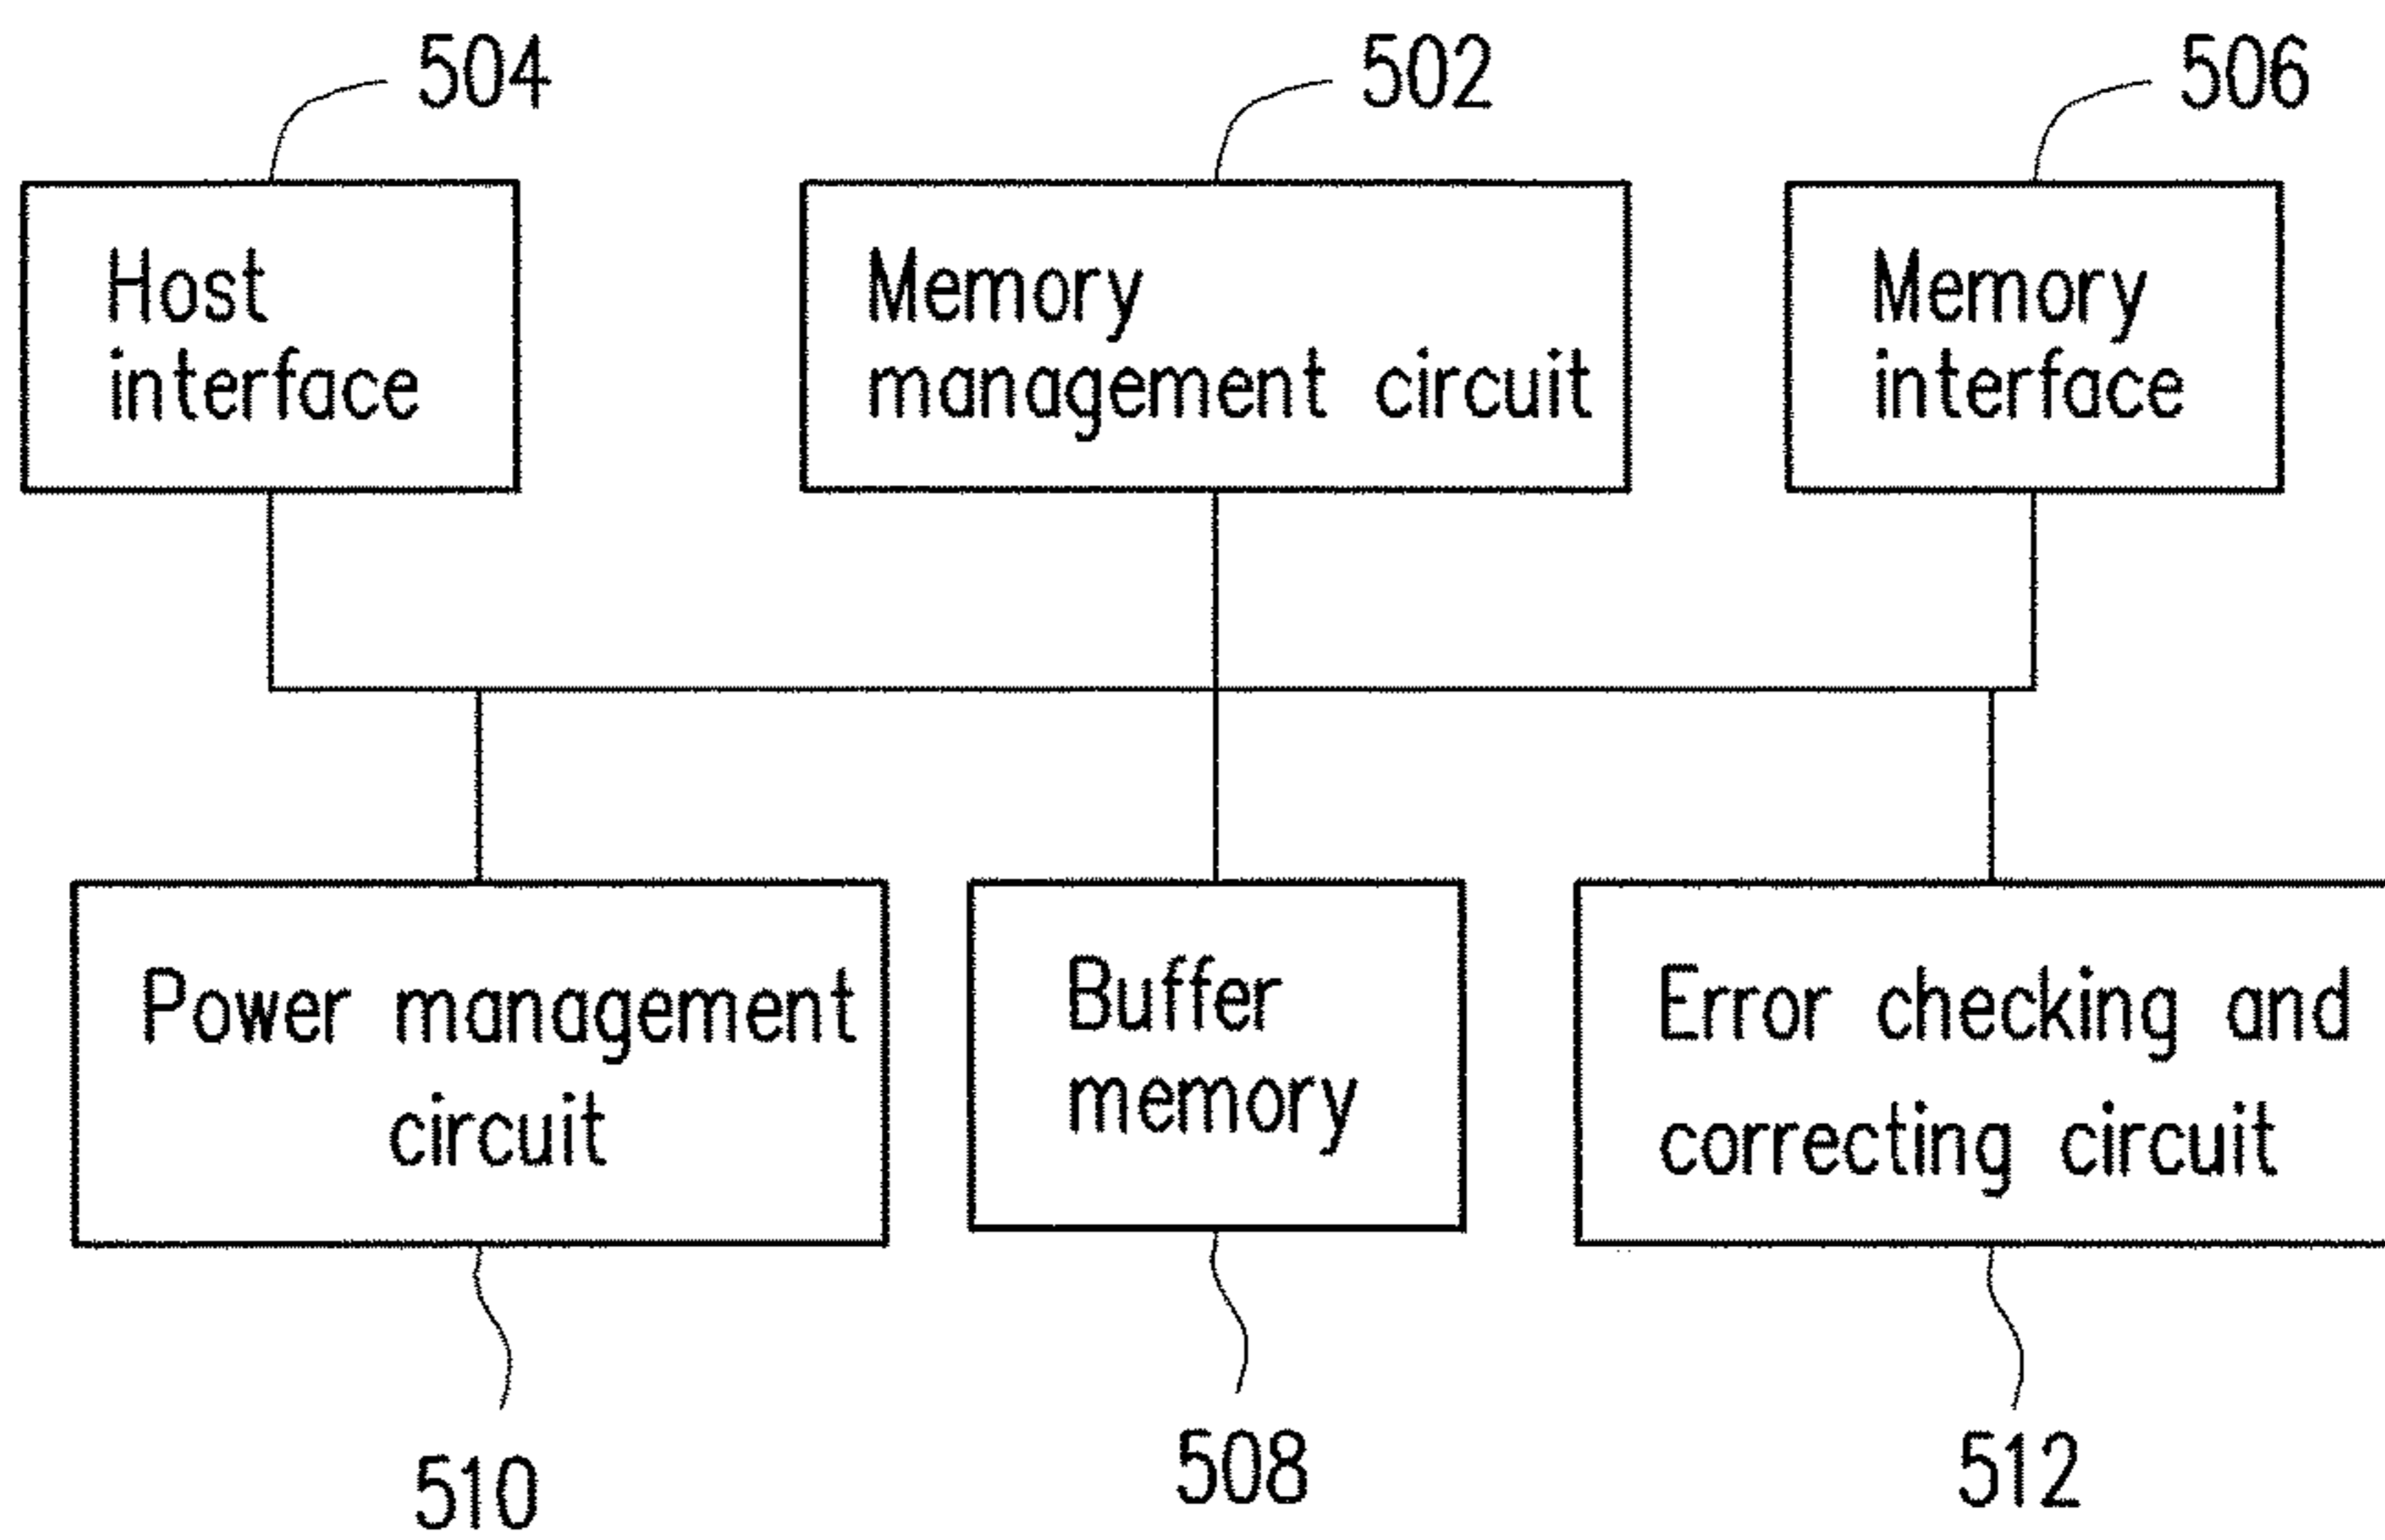 504
502
506
Host
interface
Memory
management circuit
Memory
interface
Power management
circuit
Buffer
memory
Error checking and
correcting circuit
510
508
512